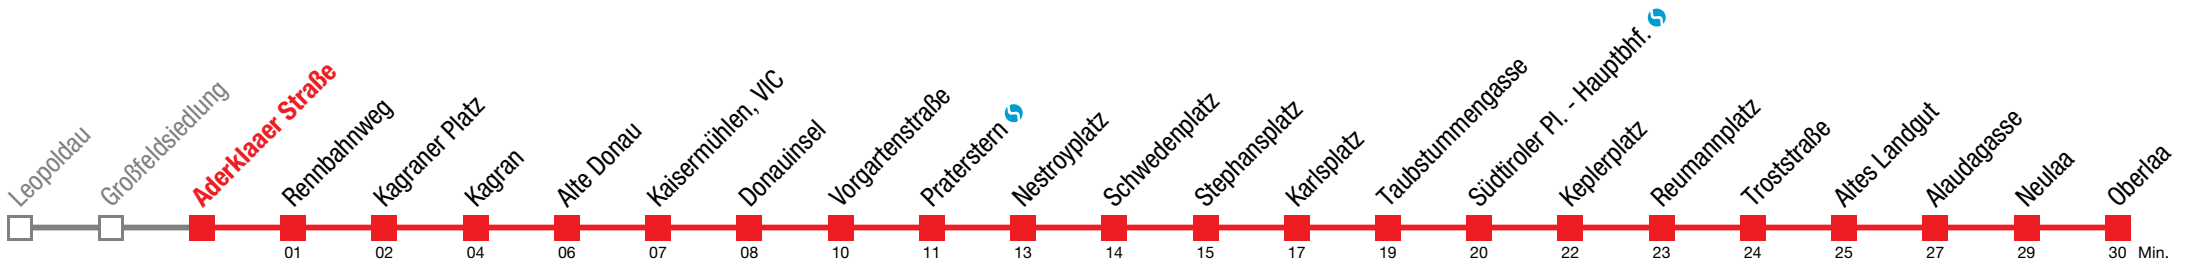 Leopoldau
Großfeldsiedlung
Aderklaaer Straße
Rennbahnweg
Kagraner Platz
Kagran
Alte Donau
Kaisermühlen, VIC
Donauinsel
Vorgartenstraße
Praterstern
Nestroyplatz
Schwedenplatz
Stephansplatz
Karlsplatz
Taubstummengasse
Südtiroler Pl. - Hauptbhf.
Keplerplatz
Reumannplatz
Troststraße
Altes Landgut
Alaudagasse
Neulaa
Oberlaa
01 02 04 06 07 08 10 11 13 14 15 17 19 20 22 23 24 25 27 29 30 Min.